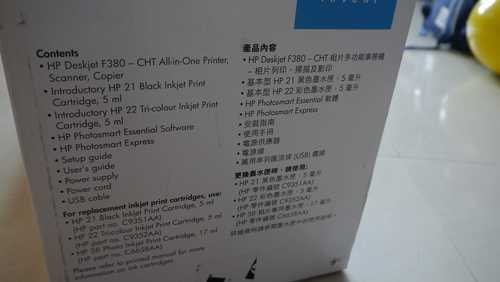 invent
Contents
• HP Deskjet F380 – CHT All-in-One Printer,
Scanner, Copier
• Introductory HP 21 Black Inkjet Print
Cartridge, 5 ml
• Introductory HP 22 Tri-colour Inkjet Print
Cartridge, 5 ml
• HP Photosmart Essential Software
• HP Photosmart Express
• Setup guide
• User's guide
• Power supply
• Power cord
• USB cable
For replacement inkjet print cartridges, use:
• HP 21 Black Inkjet Print Cartridge, 5 ml
(HP part no. C9351AA)
• HP 22 Tricolour Inkjet Print Cartridge, 5 ml
(HP part no. C9352AA)
• HP 58 Photo Inkjet Print Cartridge, 17 ml
(HP part no. C6658AA)
Please refer to printed manual for more
information on ink cartridges.
產品內容
• HP Deskjet F380 – CHT 相片多功能事務機
– 相片列印、掃描及影印
• 基本型 HP 21 黑色墨水匣，5 毫升
• 基本型 HP 22 彩色墨水匣，5 毫升
• HP Photosmart Essential 軟體
• HP Photosmart Express
• 安裝指南
• 使用手冊
• 電源供應器
• 電源線
• 萬用序列匯流排 (USB) 纜線
更換墨水匣時，請使用：
• HP 21 黑色墨水匣，5 毫升
(HP 零件編號 C9351AA)
• HP 22 彩色墨水匣，5 毫升
(HP 零件編號 C9352AA)
• HP 58 相片專用墨水匣，17 毫升
(HP 零件編號 C6658AA)